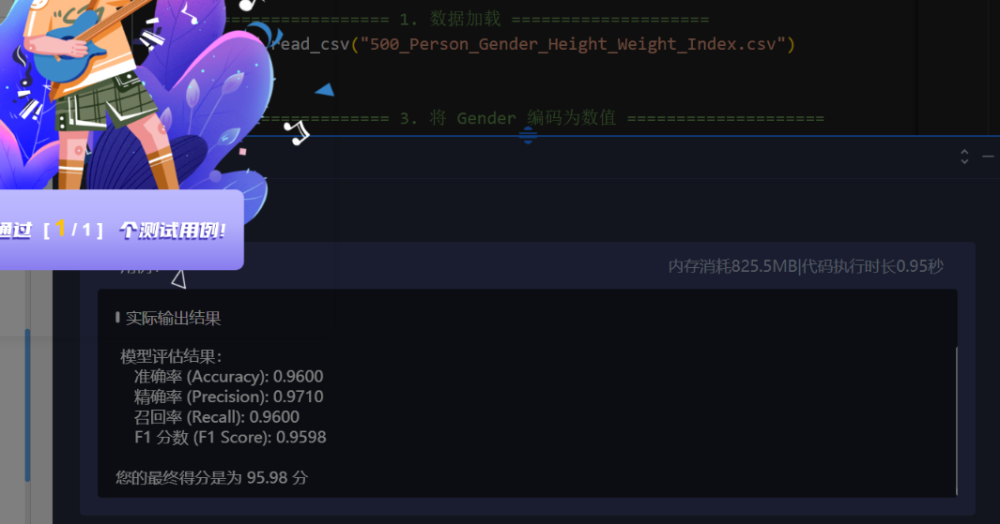 ================ 1. 数据加载 ====================
read_csv("500_Person_Gender_Height_Weight_Index.csv")
============= 3. 将 Gender 编码为数值 ====================
通过 [ 1/1 ] 个测试用例!
内存消耗825.5MB|代码执行时长0.95秒
实际输出结果
模型评估结果:
准确率 (Accuracy): 0.9600
精确率 (Precision): 0.9710
召回率 (Recall): 0.9600
F1 分数 (F1 Score): 0.9598
您的最终得分是为 95.98 分